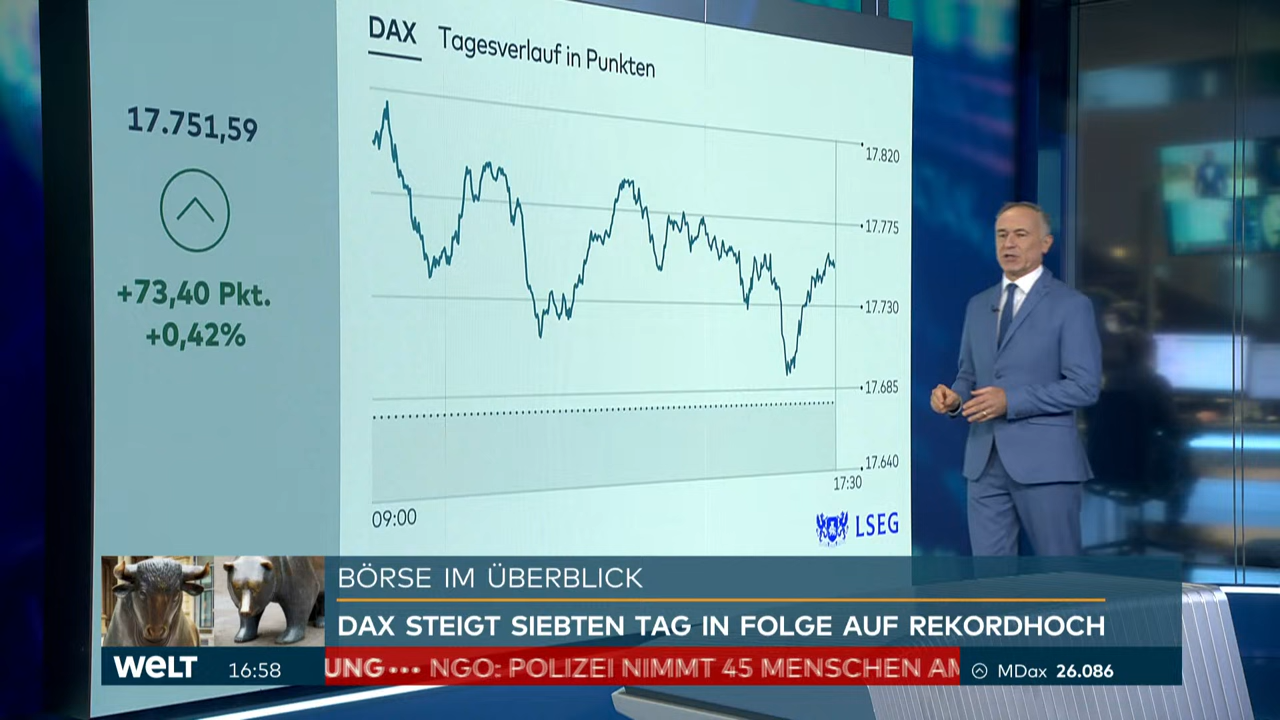 DAX Tagesverlauf in Punkten
17.751,59
+73,40 Pkt.
+0,42%
17.820
17.775
17.730
17.685
17.640
09:00
17:30
LSEG
BÖRSE IM ÜBERBLICK
DAX STEIGT SIEBTEN TAG IN FOLGE AUF REKORDHOCH
WELT 16:58 UNG ••• NGO: POLIZEI NIMMT 45 MENSCHEN AM MDax 26.086